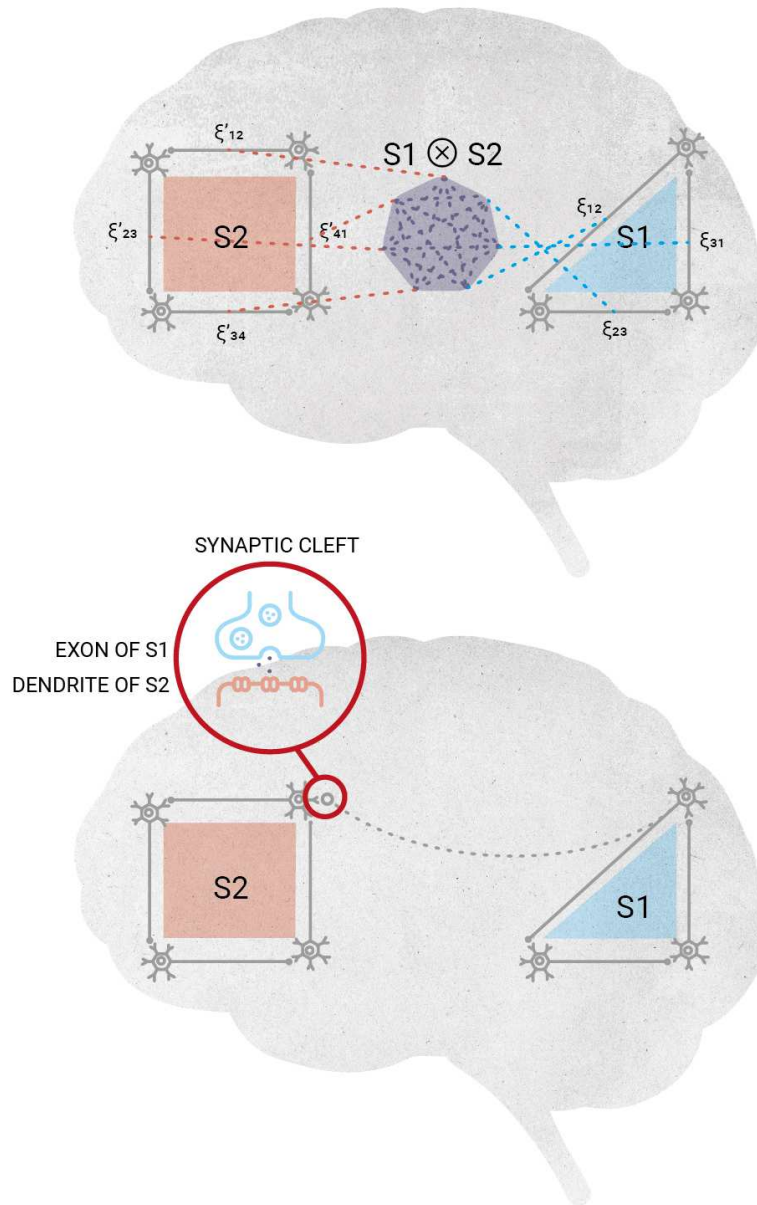 ξ'₁₂
S1 ⊗ S2
ξ₁₂
ξ'₂₃
S2
ξ'₄₁
S1
ξ₃₁
ξ'₃₄
ξ₂₃
SYNAPTIC CLEFT
EXON OF S1
DENDRITE OF S2
S2
S1